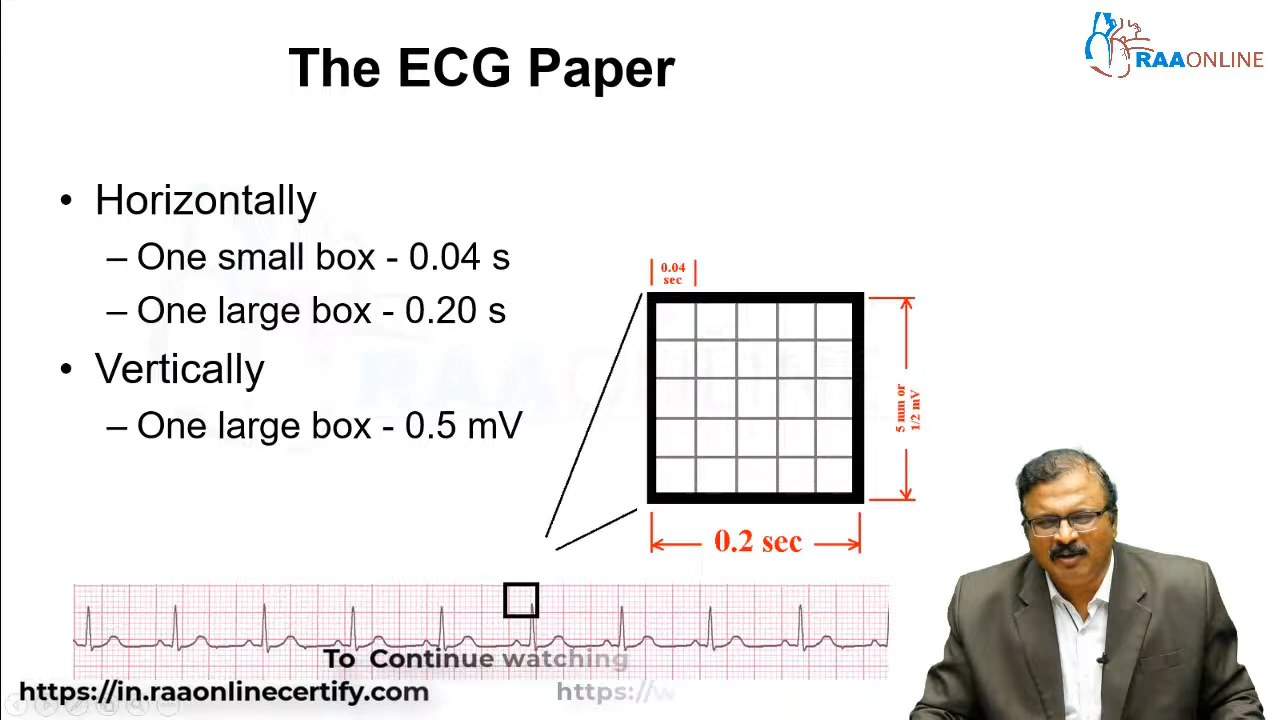 The ECG Paper
RAAONLINE
• Horizontally
– One small box - 0.04 s
– One large box - 0.20 s
• Vertically
– One large box - 0.5 mV
0.04
sec
5 mm or
1/2 mV
0.2 sec
RAAONLINE
To Continue watching
https://in.raaonlinecertify.com
https://w